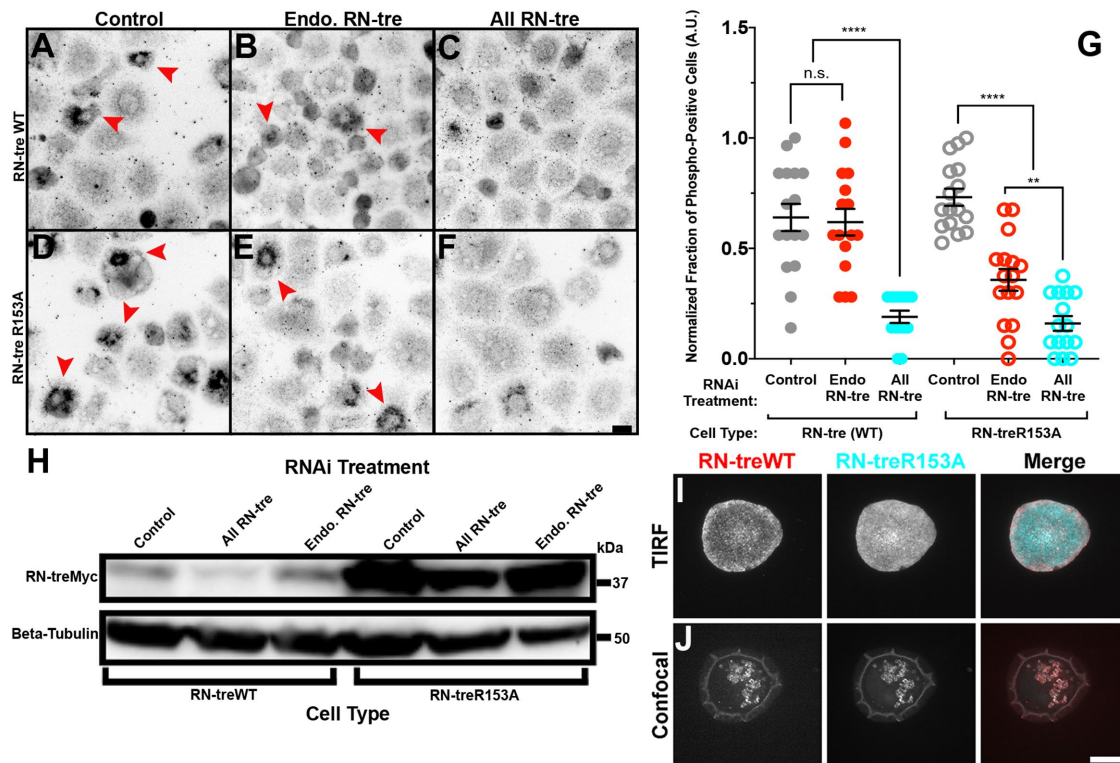 Control Endo. RN-tre All RN-tre
A B C
RN-tre WT
D E F
RN-tre R153A
G
Normalized Fraction of Phospho-Positive Cells (A.U.)
1.5
1.0
0.5
0.0
****
n.s.
****
**
RNAi Treatment:
Control Endo RN-tre All RN-tre Control Endo RN-tre All RN-tre
Cell Type: RN-tre (WT) RN-treR153A
H
RNAi Treatment
Control All RN-tre Endo. RN-tre Control All RN-tre Endo. RN-tre
kDa
RN-treMyc 37
Beta-Tubulin 50
RN-treWT RN-treR153A
Cell Type
RN-treWT RN-treR153A Merge
I
TIRF
J
Confocal